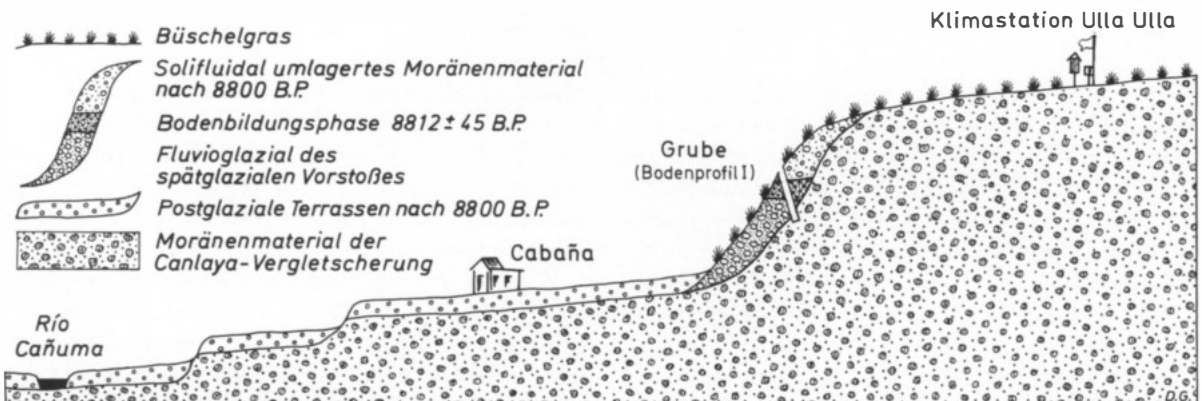 Klimastation Ulla Ulla
Büschelgras
Solifluidal umlagertes Moränenmaterial
nach 8800 B.P.
Bodenbildungsphase 8812 ± 45 B.P.
Fluvioglazial des
spätglazialen Vorstoßes
Postglaziale Terrassen nach 8800 B.P.
Moränenmaterial der
Canlaya-Vergletscherung
Grube
(Bodenprofil I)
Cabaña
Río
Cañuma
D.G.